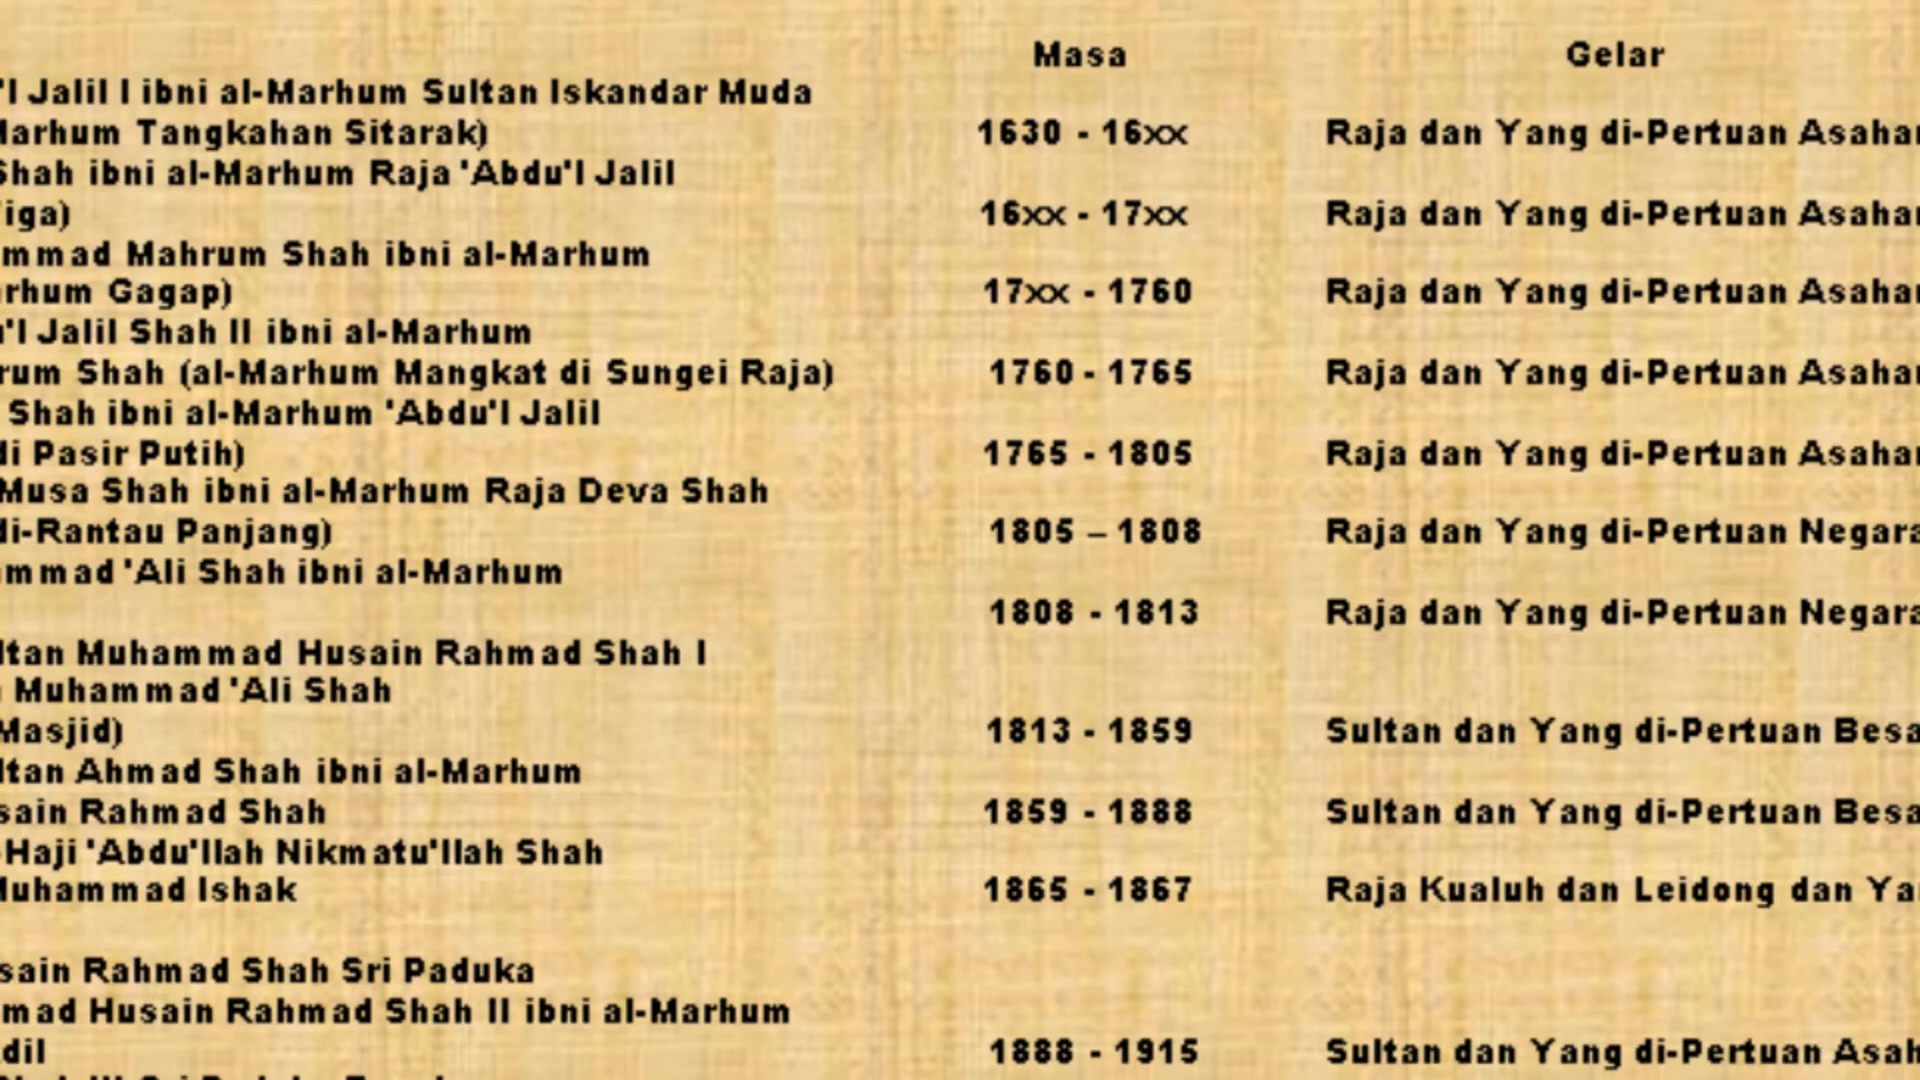 Masa Gelar
'l Jalil I ibni al-Marhum Sultan Iskandar Muda
Marhum Tangkahan Sitarak) 1630 - 16xx Raja dan Yang di-Pertuan Asahan
Shah ibni al-Marhum Raja 'Abdu'l Jalil
iga) 16xx - 17xx Raja dan Yang di-Pertuan Asahan
mmad Mahrum Shah ibni al-Marhum
rhum Gagap) 17xx - 1760 Raja dan Yang di-Pertuan Asahan
u'l Jalil Shah II ibni al-Marhum
rum Shah (al-Marhum Mangkat di Sungei Raja) 1760 - 1765 Raja dan Yang di-Pertuan Asahan
Shah ibni al-Marhum 'Abdu'l Jalil
di Pasir Putih) 1765 - 1805 Raja dan Yang di-Pertuan Asahan
Musa Shah ibni al-Marhum Raja Deva Shah
di-Rantau Panjang) 1805 – 1808 Raja dan Yang di-Pertuan Negara
mmad 'Ali Shah ibni al-Marhum
1808 - 1813 Raja dan Yang di-Pertuan Negara
ltan Muhammad Husain Rahmad Shah I
Muhammad 'Ali Shah
Masjid) 1813 - 1859 Sultan dan Yang di-Pertuan Besa
ltan Ahmad Shah ibni al-Marhum
sain Rahmad Shah 1859 - 1888 Sultan dan Yang di-Pertuan Besa
-Haji 'Abdu'llah Nikmatu'llah Shah
Muhammad Ishak 1865 - 1867 Raja Kualuh dan Leidong dan Ya
sain Rahmad Shah Sri Paduka
mad Husain Rahmad Shah II ibni al-Marhum
dil 1888 - 1915 Sultan dan Yang di-Pertuan Asah